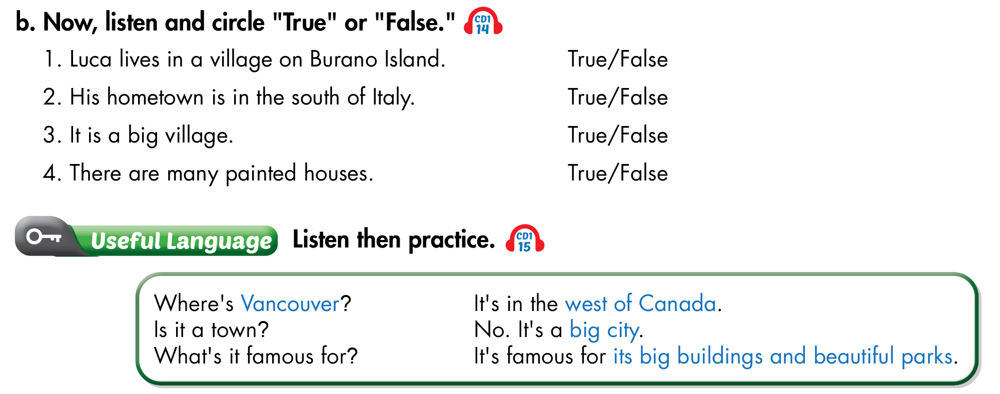 b. Now, listen and circle "True" or "False." CD1 14
1. Luca lives in a village on Burano Island. True/False
2. His hometown is in the south of Italy. True/False
3. It is a big village. True/False
4. There are many painted houses. True/False
Useful Language Listen then practice. CD1 15
Where's Vancouver? It's in the west of Canada.
Is it a town? No. It's a big city.
What's it famous for? It's famous for its big buildings and beautiful parks.